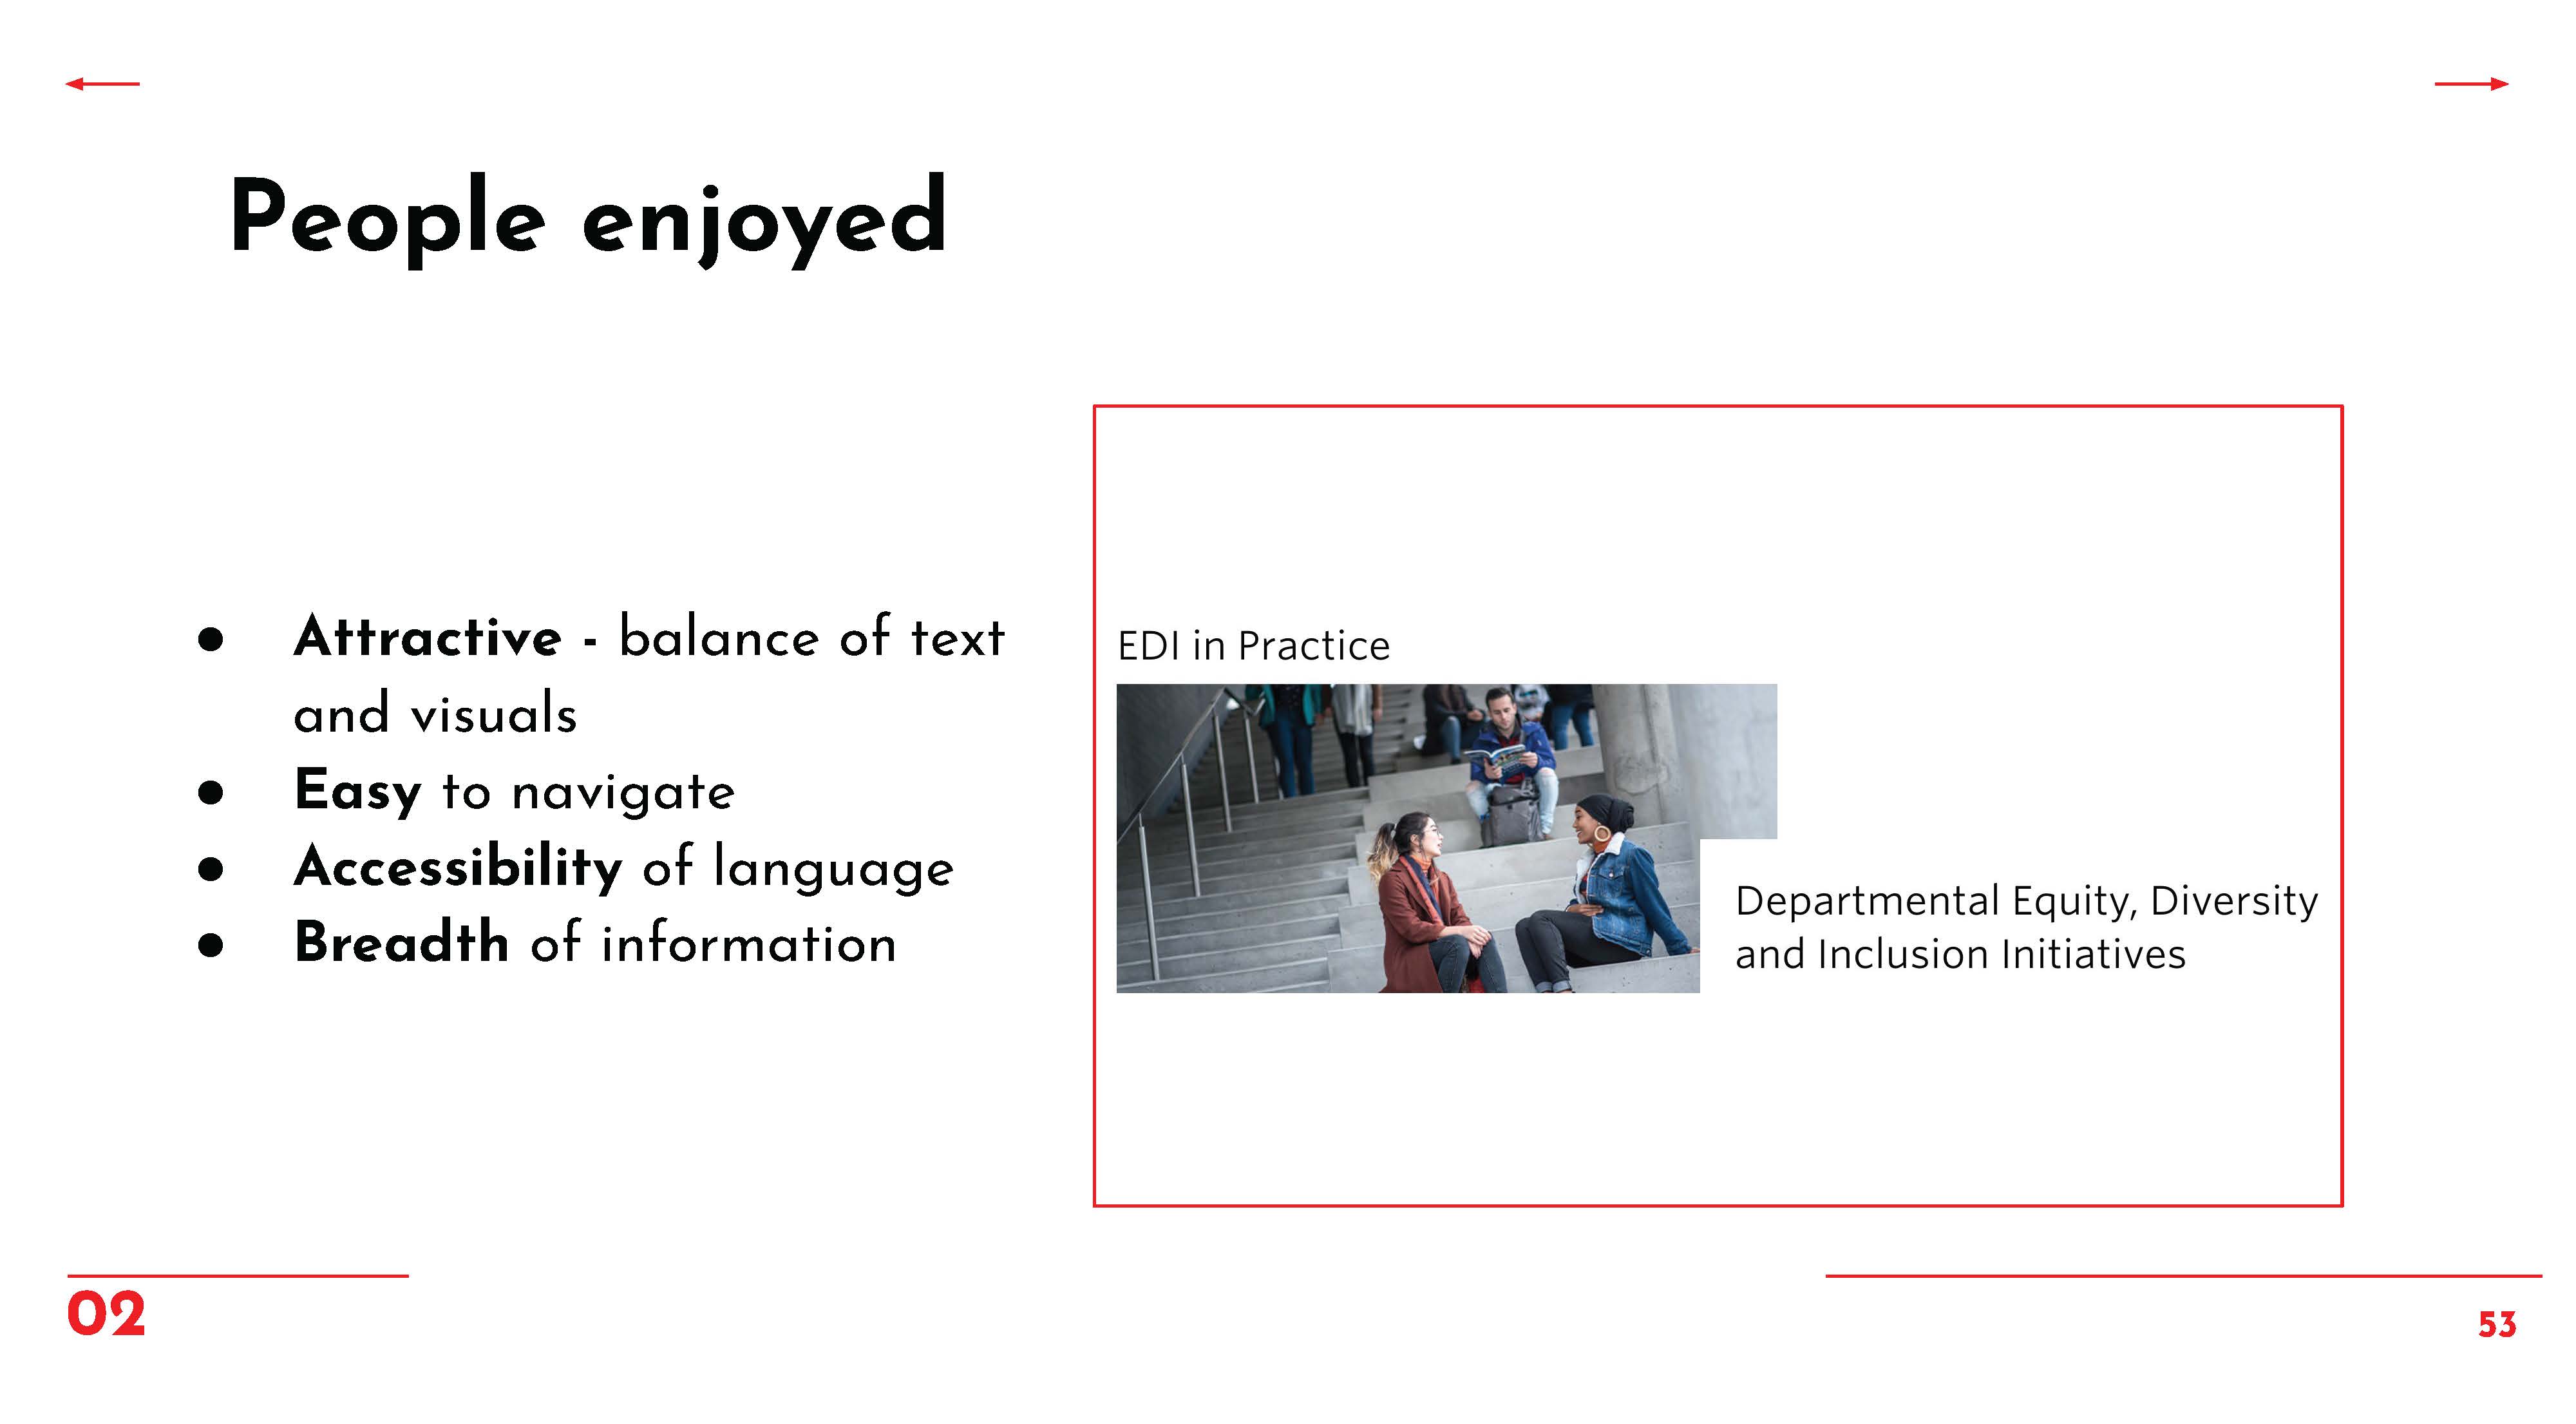 People enjoyed
● Attractive - balance of text
and visuals
● Easy to navigate
● Accessibility of language
● Breadth of information
EDI in Practice
Departmental Equity, Diversity
and Inclusion Initiatives
02
53